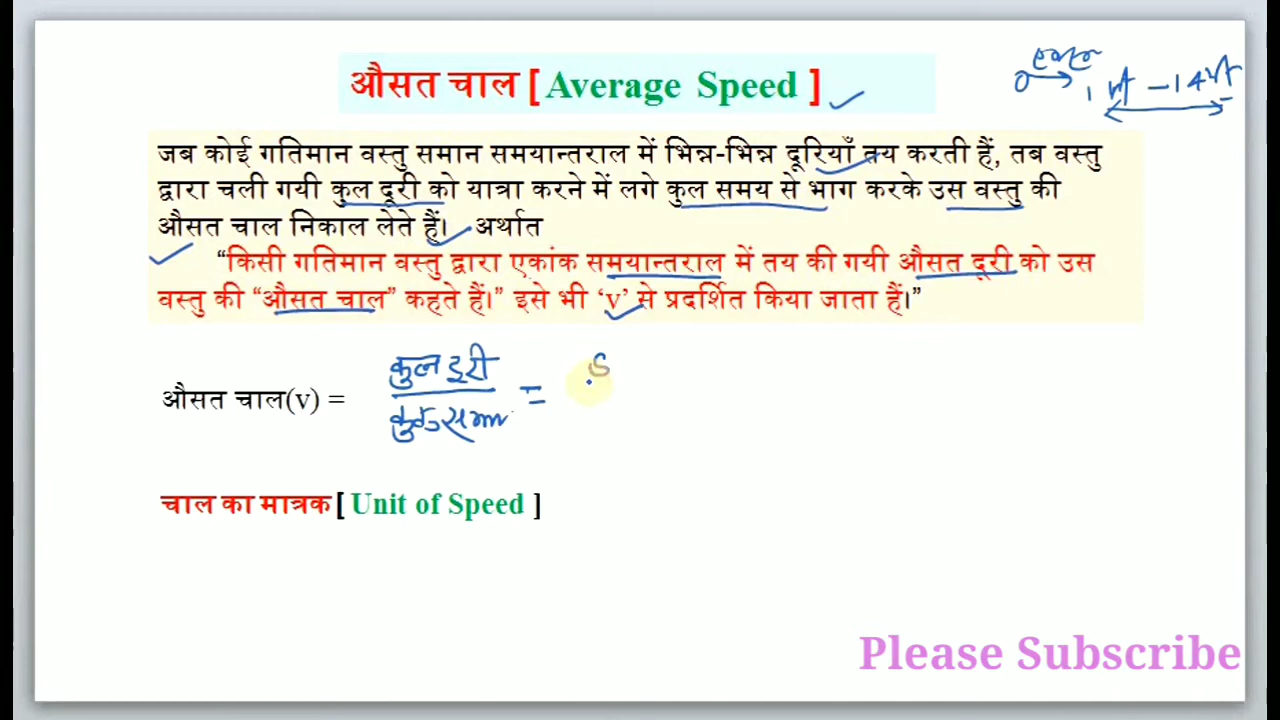 औसत चाल [ Average Speed ]
जब कोई गतिमान वस्तु समान समयान्तराल में भिन्न-भिन्न दूरियाँ तय करती हैं, तब वस्तु
द्वारा चली गयी कुल दूरी को यात्रा करने में लगे कुल समय से भाग करके उस वस्तु की
औसत चाल निकाल लेते हैं। अर्थात
“किसी गतिमान वस्तु द्वारा एकांक समयान्तराल में तय की गयी औसत दूरी को उस
वस्तु की “औसत चाल” कहते हैं।” इसे भी ‘v’ से प्रदर्शित किया जाता हैं।”
कुल दूरी
औसत चाल(v) = =  S
कुल समय
चाल का मात्रक [ Unit of Speed ]
Please Subscribe